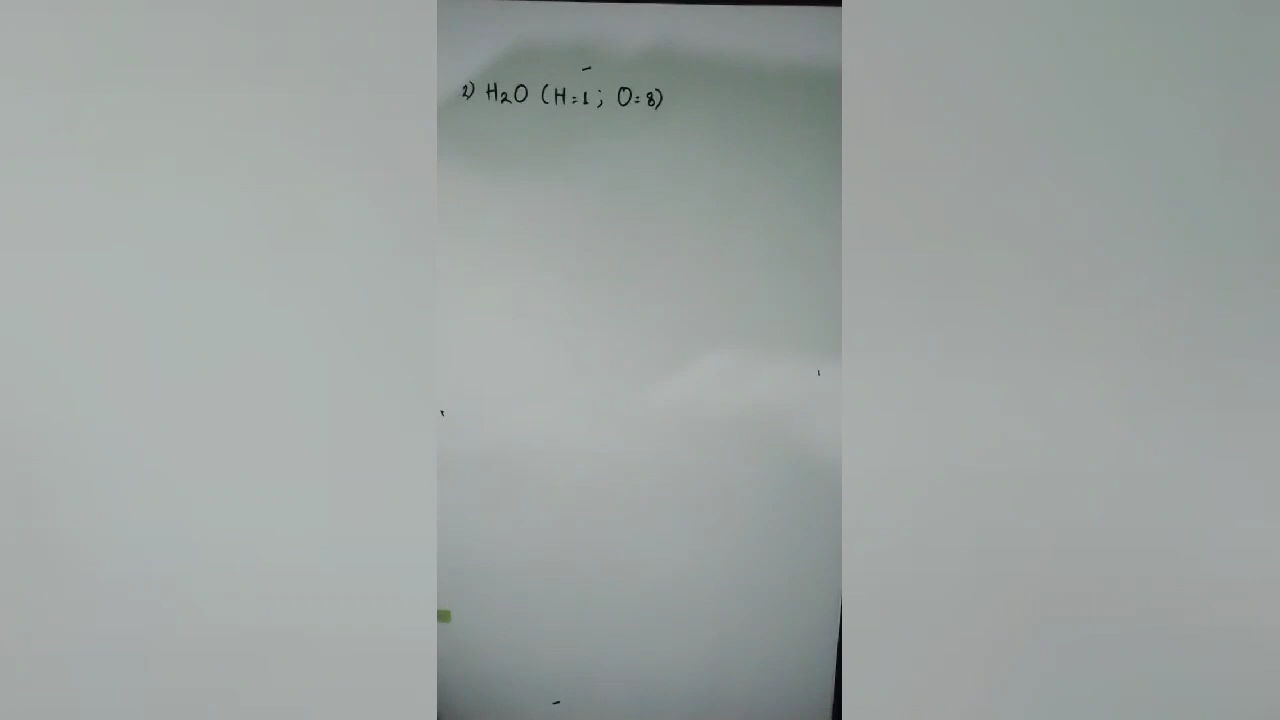 2) H₂O (H=1; O=8)